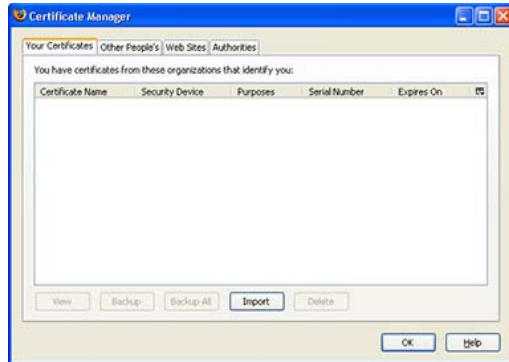 Certificate Manager
Your Certificates Other People's Web Sites Authorities
You have certificates from these organizations that identify you:
Certificate Name Security Device Purposes Serial Number Expires On
View Backup Backup All Import Delete
OK Help